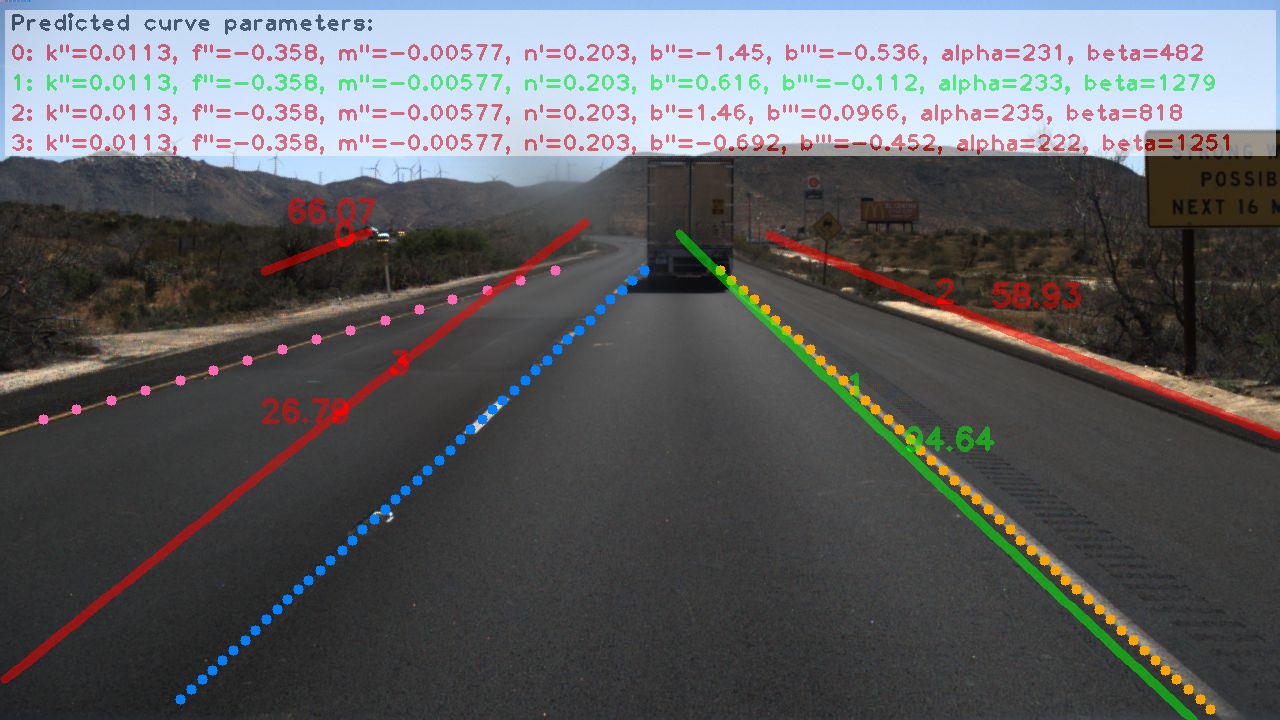 Predicted curve parameters:
0: k''=0.0113, f''=-0.358, m''=-0.00577, n'=0.203, b''=-1.45, b'''=-0.536, alpha=231, beta=482
1: k''=0.0113, f''=-0.358, m''=-0.00577, n'=0.203, b''=0.616, b'''=-0.112, alpha=233, beta=1279
2: k''=0.0113, f''=-0.358, m''=-0.00577, n'=0.203, b''=1.46, b'''=0.0966, alpha=235, beta=818
3: k''=0.0113, f''=-0.358, m''=-0.00577, n'=0.203, b''=-0.692, b'''=-0.452, alpha=222, beta=1251
STRONG W
POSSIB
NEXT 16 M
66.07
0
2
58.93
3
1
26.78
94.64